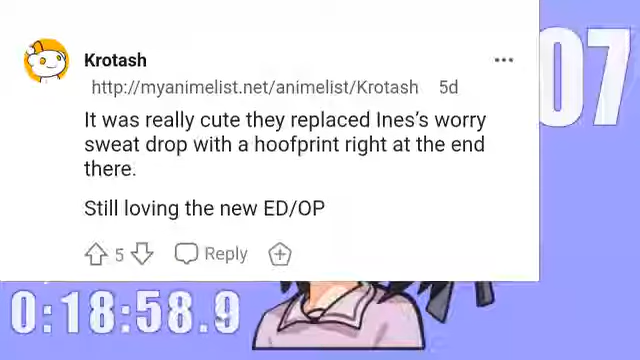 07
Krotash
http://myanimelist.net/animelist/Krotash 5d
It was really cute they replaced Ines's worry
sweat drop with a hoofprint right at the end
there.
Still loving the new ED/OP
5 Reply
0:18:58.9